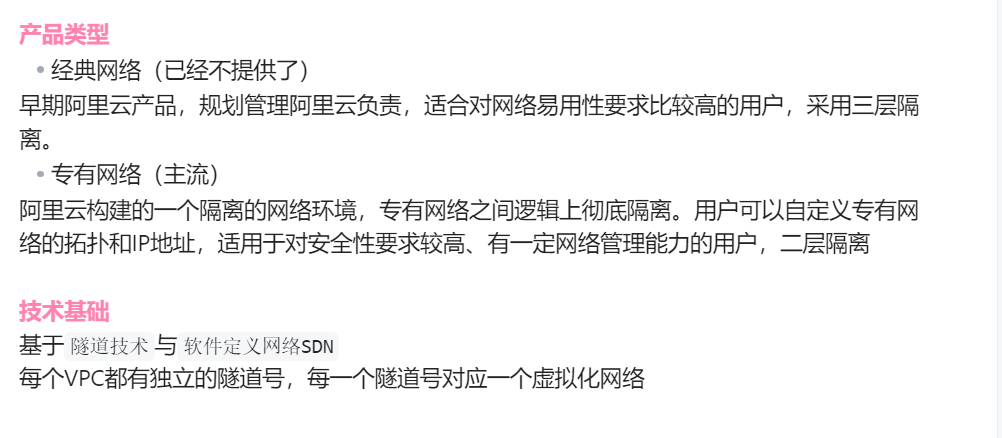 产品类型
• 经典网络（已经不提供了）
早期阿里云产品，规划管理阿里云负责，适合对网络易用性要求比较高的用户，采用三层隔
离。
• 专有网络（主流）
阿里云构建的一个隔离的网络环境，专有网络之间逻辑上彻底隔离。用户可以自定义专有网
络的拓扑和IP地址，适用于对安全性要求较高、有一定网络管理能力的用户，二层隔离
技术基础
基于 隧道技术 与 软件定义网络SDN
每个VPC都有独立的隧道号，每一个隧道号对应一个虚拟化网络